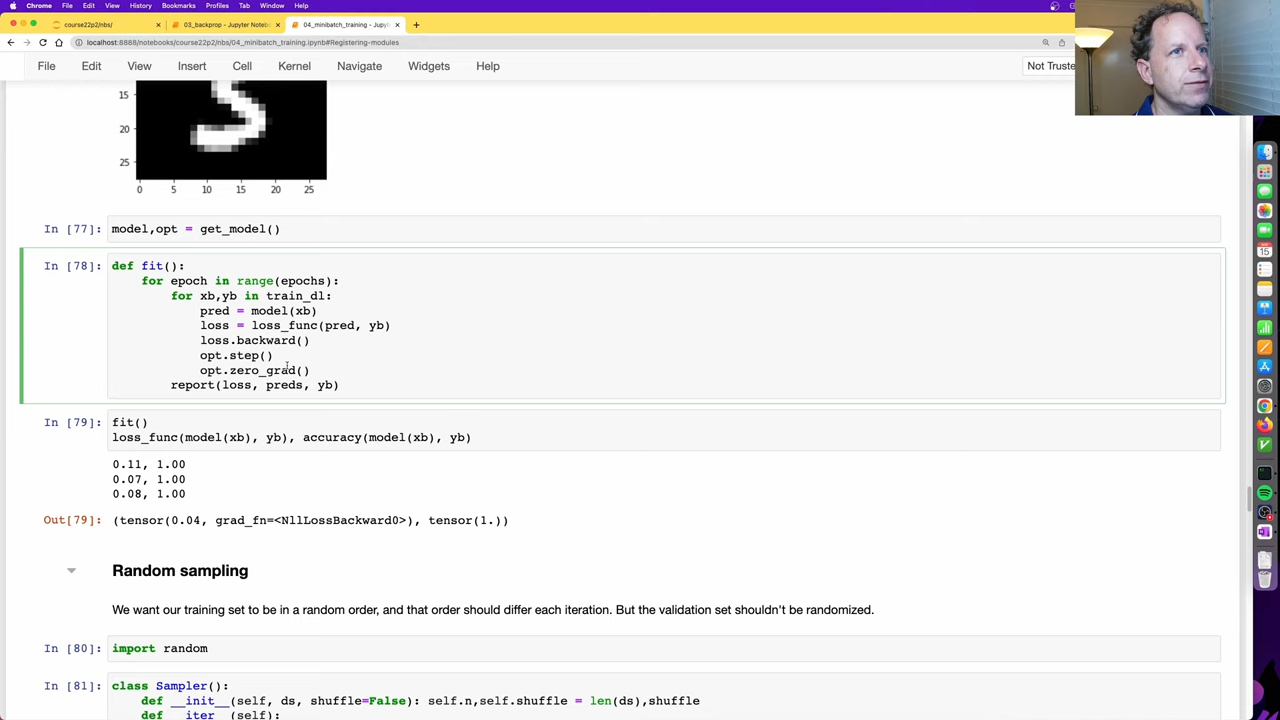 Chrome File Edit View History Bookmarks Profiles Tab Window Help
course22p2/nbs/ 03_backprop - Jupyter Noteb 04_minibatch_training - Jupyt
localhost:8888/notebooks/course22p2/nbs/04_minibatch_training.ipynb#Registering-modules
File Edit View Insert Cell Kernel Navigate Widgets Help Not Truste
15
20
25
0 5 10 15 20 25
In [77]: model,opt = get_model()
In [78]: def fit():
for epoch in range(epochs):
for xb,yb in train_dl:
pred = model(xb)
loss = loss_func(pred, yb)
loss.backward()
opt.step()
opt.zero_grad()
report(loss, preds, yb)
In [79]: fit()
loss_func(model(xb), yb), accuracy(model(xb), yb)
0.11, 1.00
0.07, 1.00
0.08, 1.00
Out[79]: (tensor(0.04, grad_fn=<NllLossBackward0>), tensor(1.))
Random sampling
We want our training set to be in a random order, and that order should differ each iteration. But the validation set shouldn't be randomized.
In [80]: import random
In [81]: class Sampler():
def __init__(self, ds, shuffle=False): self.n,self.shuffle = len(ds),shuffle
def __iter__(self):